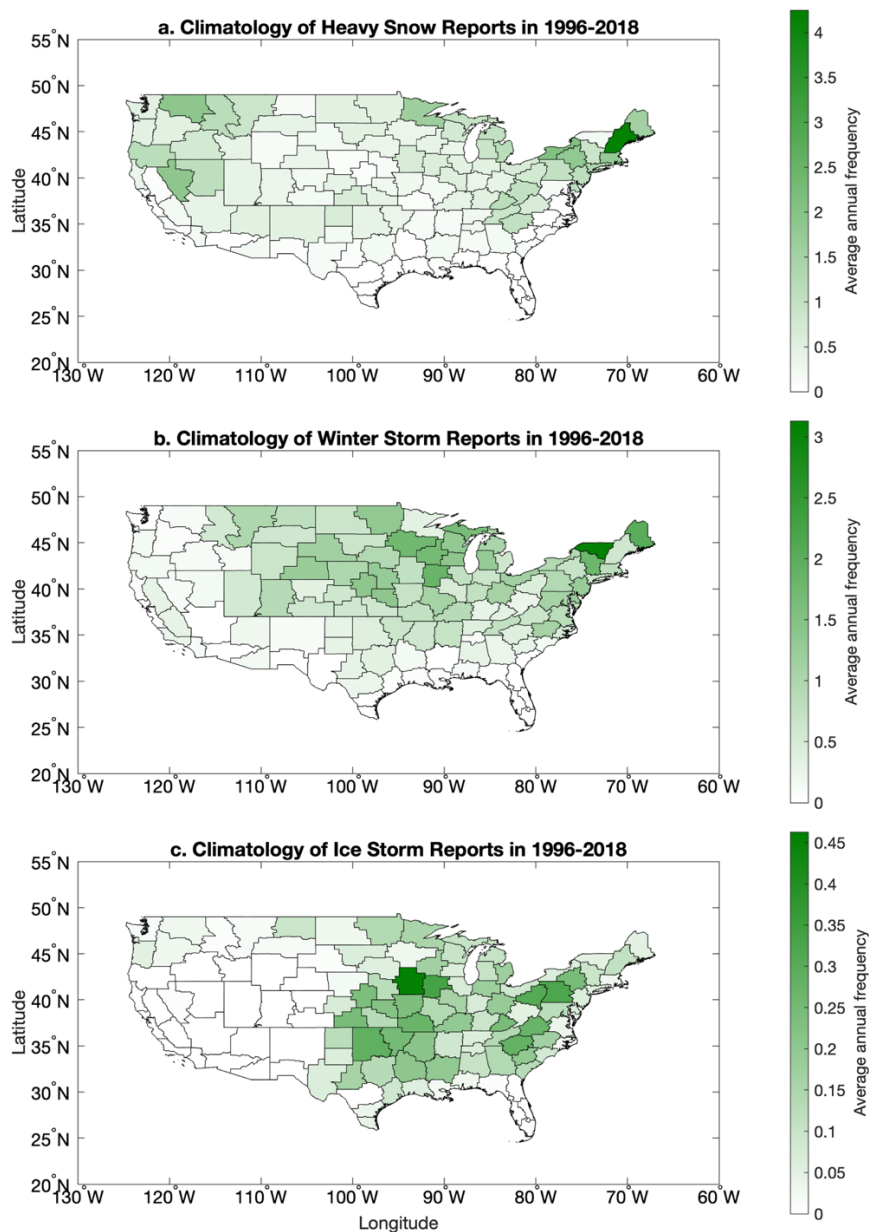 a. Climatology of Heavy Snow Reports in 1996-2018
55°N
50°N
45°N
40°N
35°N
30°N
25°N
20°N
Latitude
130°W 120°W 110°W 100°W 90°W 80°W 70°W 60°W
4
3.5
3
2.5
2
1.5
1
0.5
0
Average annual frequency
b. Climatology of Winter Storm Reports in 1996-2018
55°N
50°N
45°N
40°N
35°N
30°N
25°N
20°N
Latitude
130°W 120°W 110°W 100°W 90°W 80°W 70°W 60°W
3
2.5
2
1.5
1
0.5
0
Average annual frequency
c. Climatology of Ice Storm Reports in 1996-2018
55°N
50°N
45°N
40°N
35°N
30°N
25°N
20°N
Latitude
130°W 120°W 110°W 100°W 90°W 80°W 70°W 60°W
Longitude
0.45
0.4
0.35
0.3
0.25
0.2
0.15
0.1
0.05
0
Average annual frequency